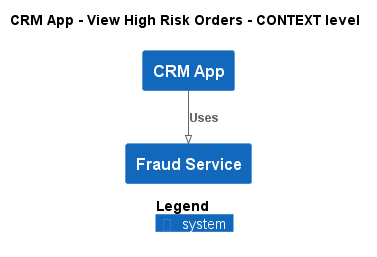 CRM App - View High Risk Orders - CONTEXT level
CRM App
Uses
Fraud Service
Legend
system